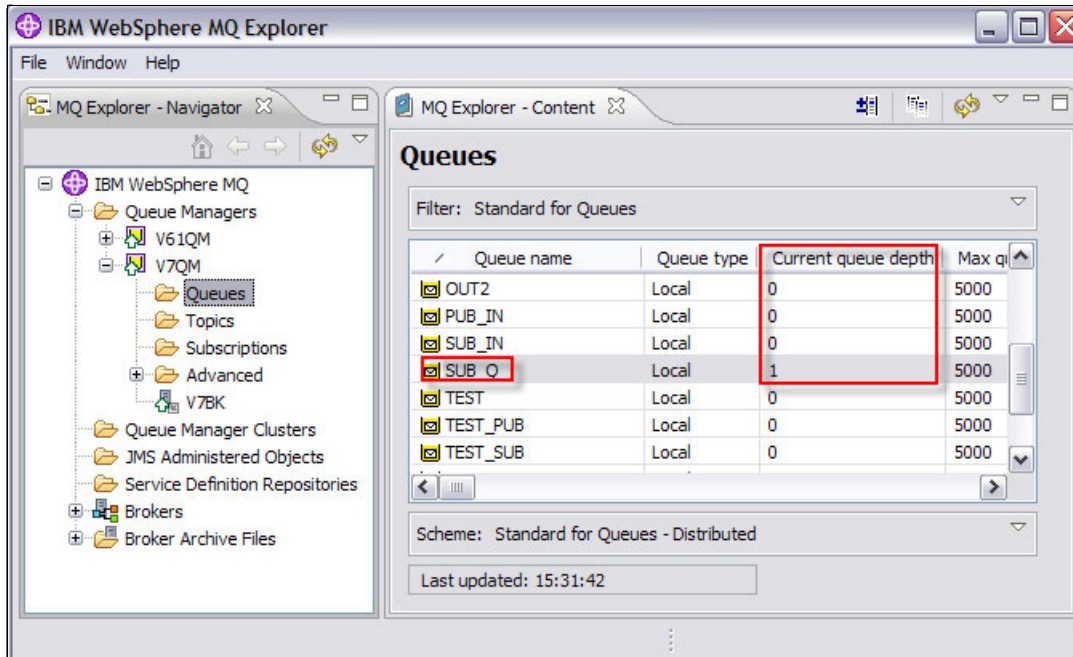 IBM WebSphere MQ Explorer
File Window Help
MQ Explorer - Navigator
IBM WebSphere MQ
Queue Managers
V61QM
V7QM
Queues
Topics
Subscriptions
Advanced
V7BK
Queue Manager Clusters
JMS Administered Objects
Service Definition Repositories
Brokers
Broker Archive Files
MQ Explorer - Content
Queues
Filter: Standard for Queues
Queue name Queue type Current queue depth Max qu
OUT2 Local 0 5000
PUB_IN Local 0 5000
SUB_IN Local 0 5000
SUB_Q Local 1 5000
TEST Local 0 5000
TEST_PUB Local 0 5000
TEST_SUB Local 0 5000
Scheme: Standard for Queues - Distributed
Last updated: 15:31:42